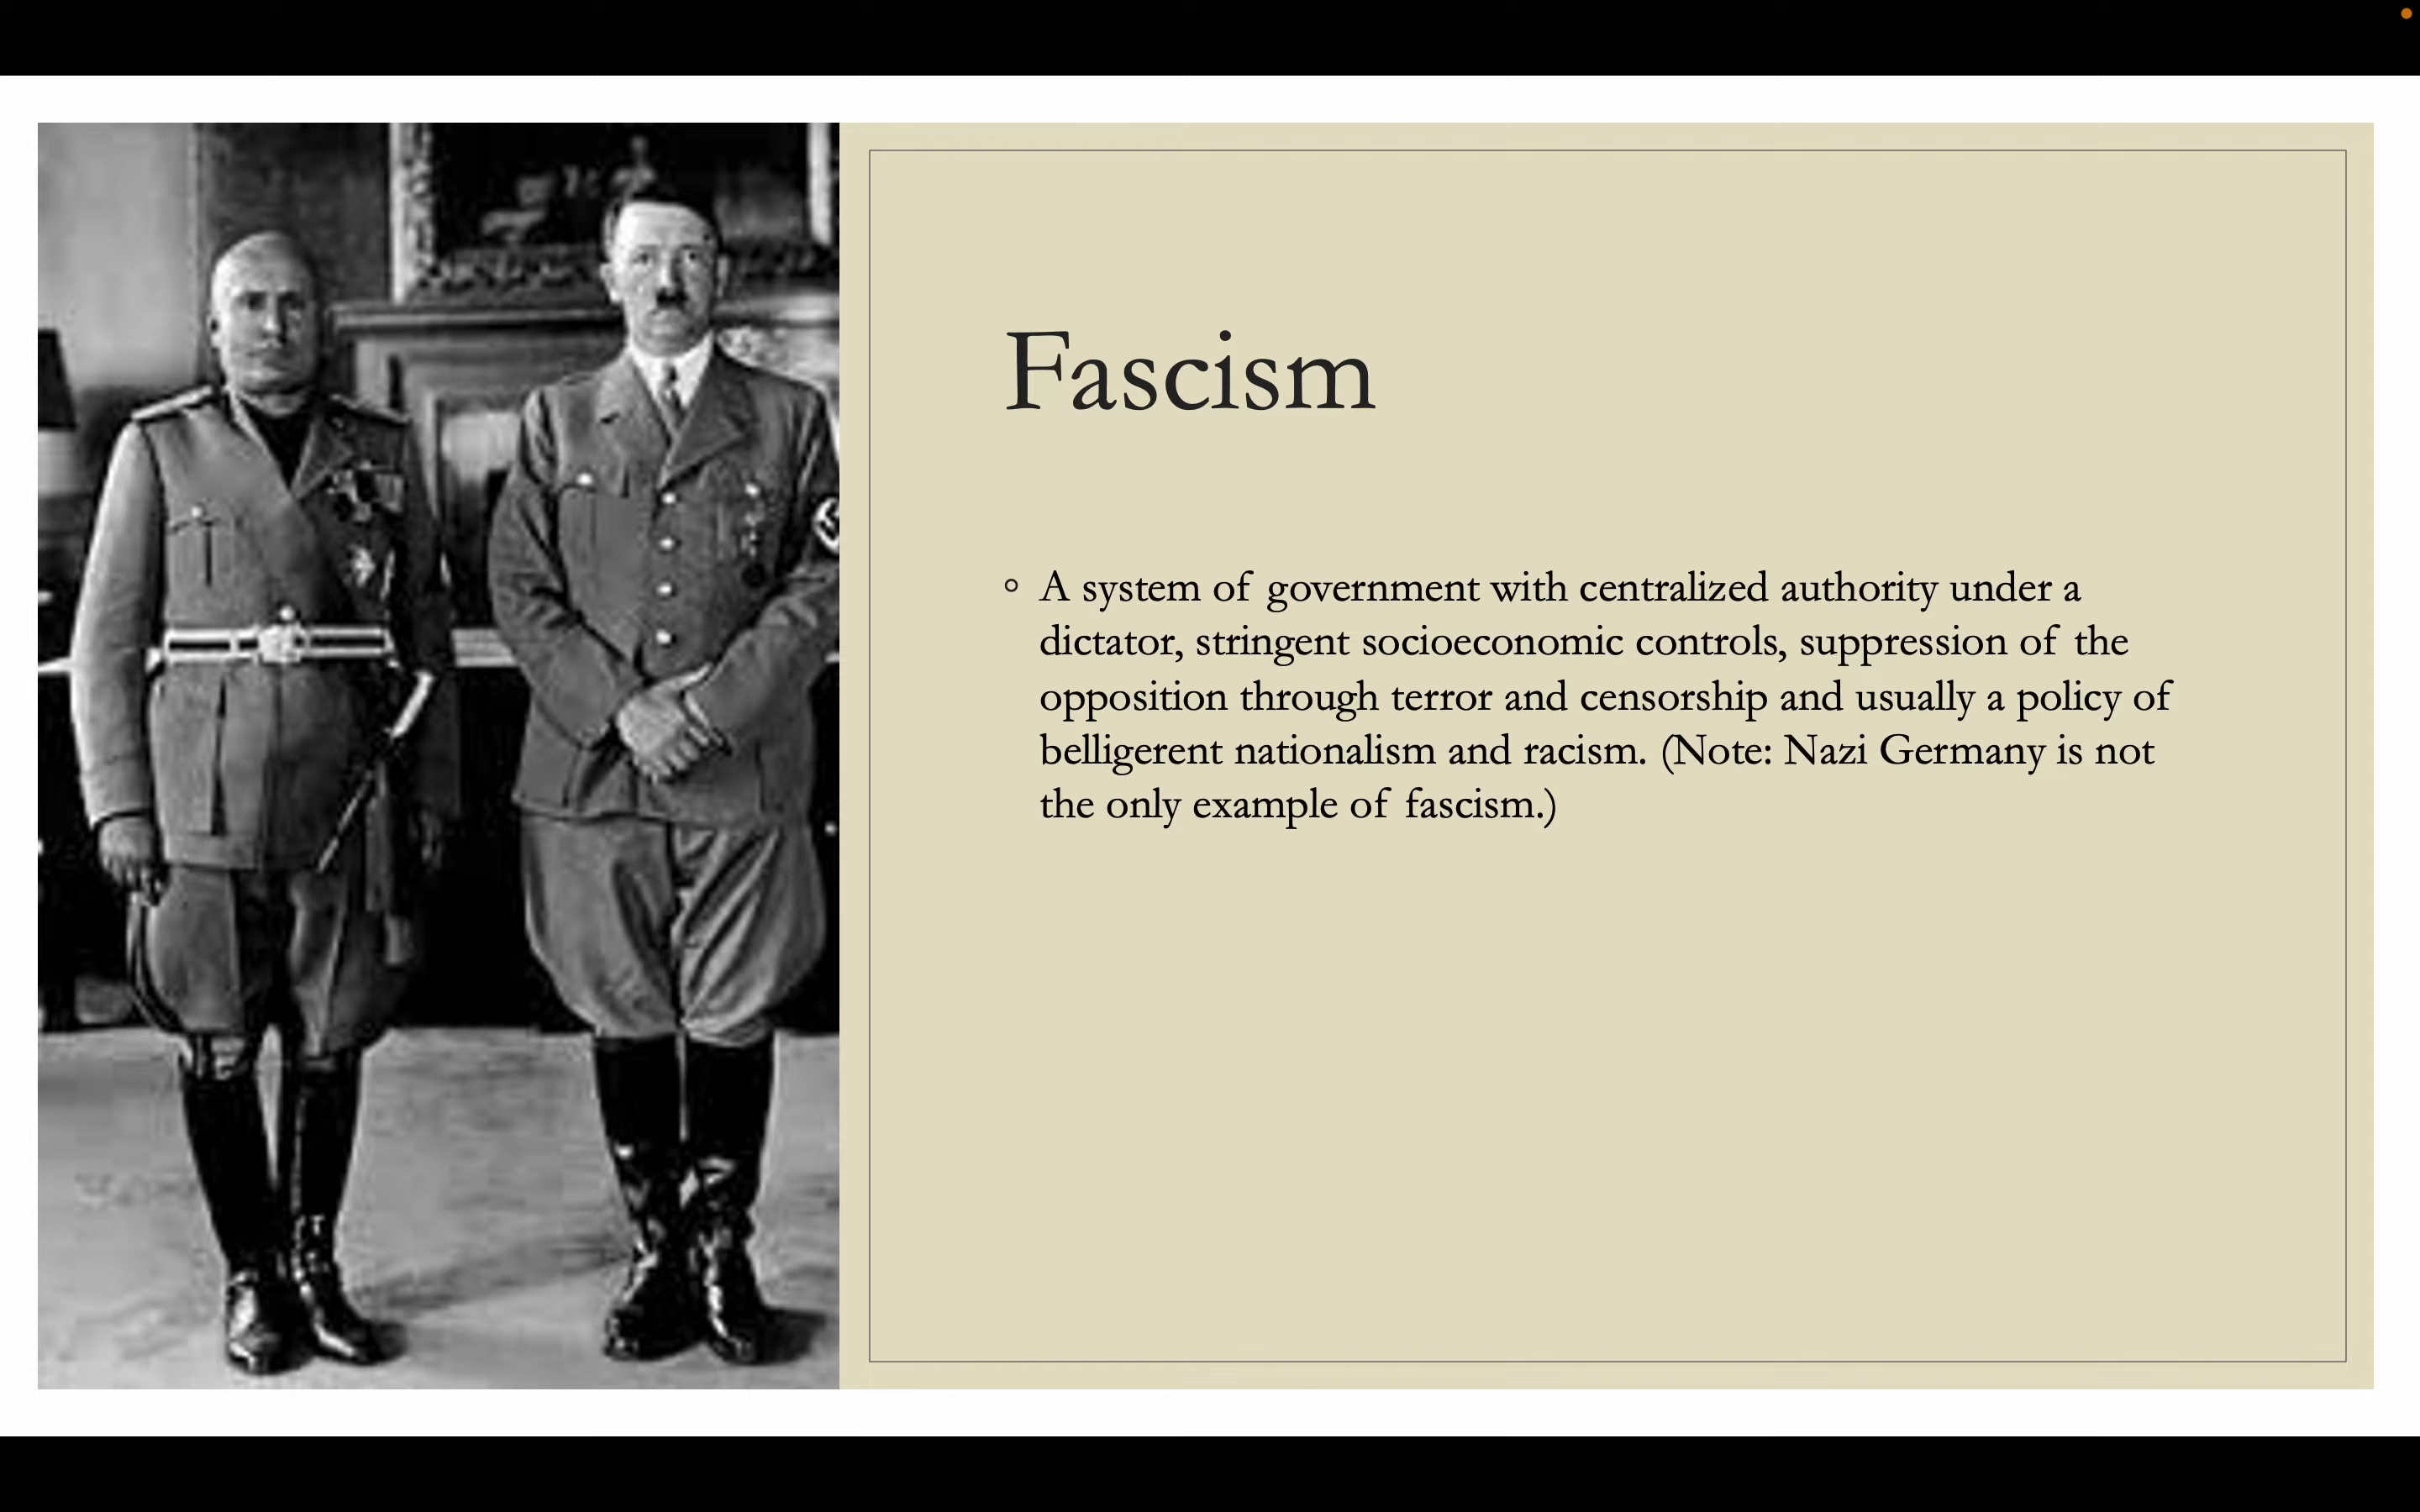 Fascism
◦ A system of government with centralized authority under a
dictator, stringent socioeconomic controls, suppression of the
opposition through terror and censorship and usually a policy of
belligerent nationalism and racism. (Note: Nazi Germany is not
the only example of fascism.)